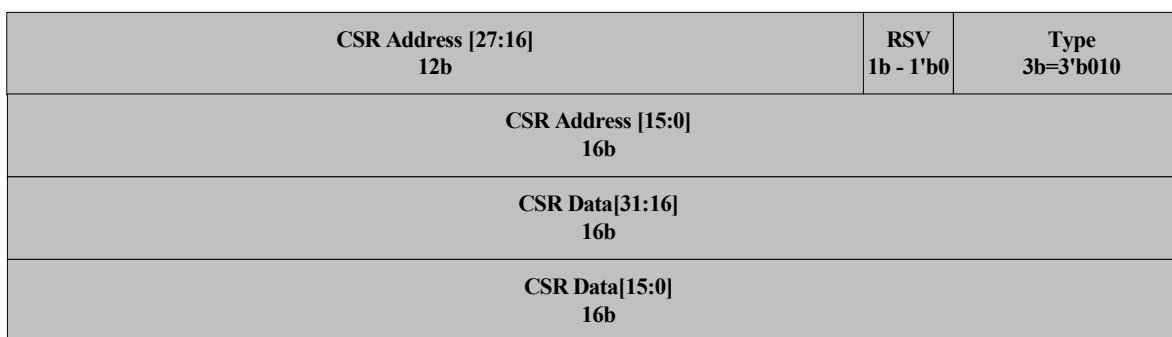 CSR Address [27:16]
12b
RSV
1b - 1'b0
Type
3b=3'b010
CSR Address [15:0]
16b
CSR Data[31:16]
16b
CSR Data[15:0]
16b